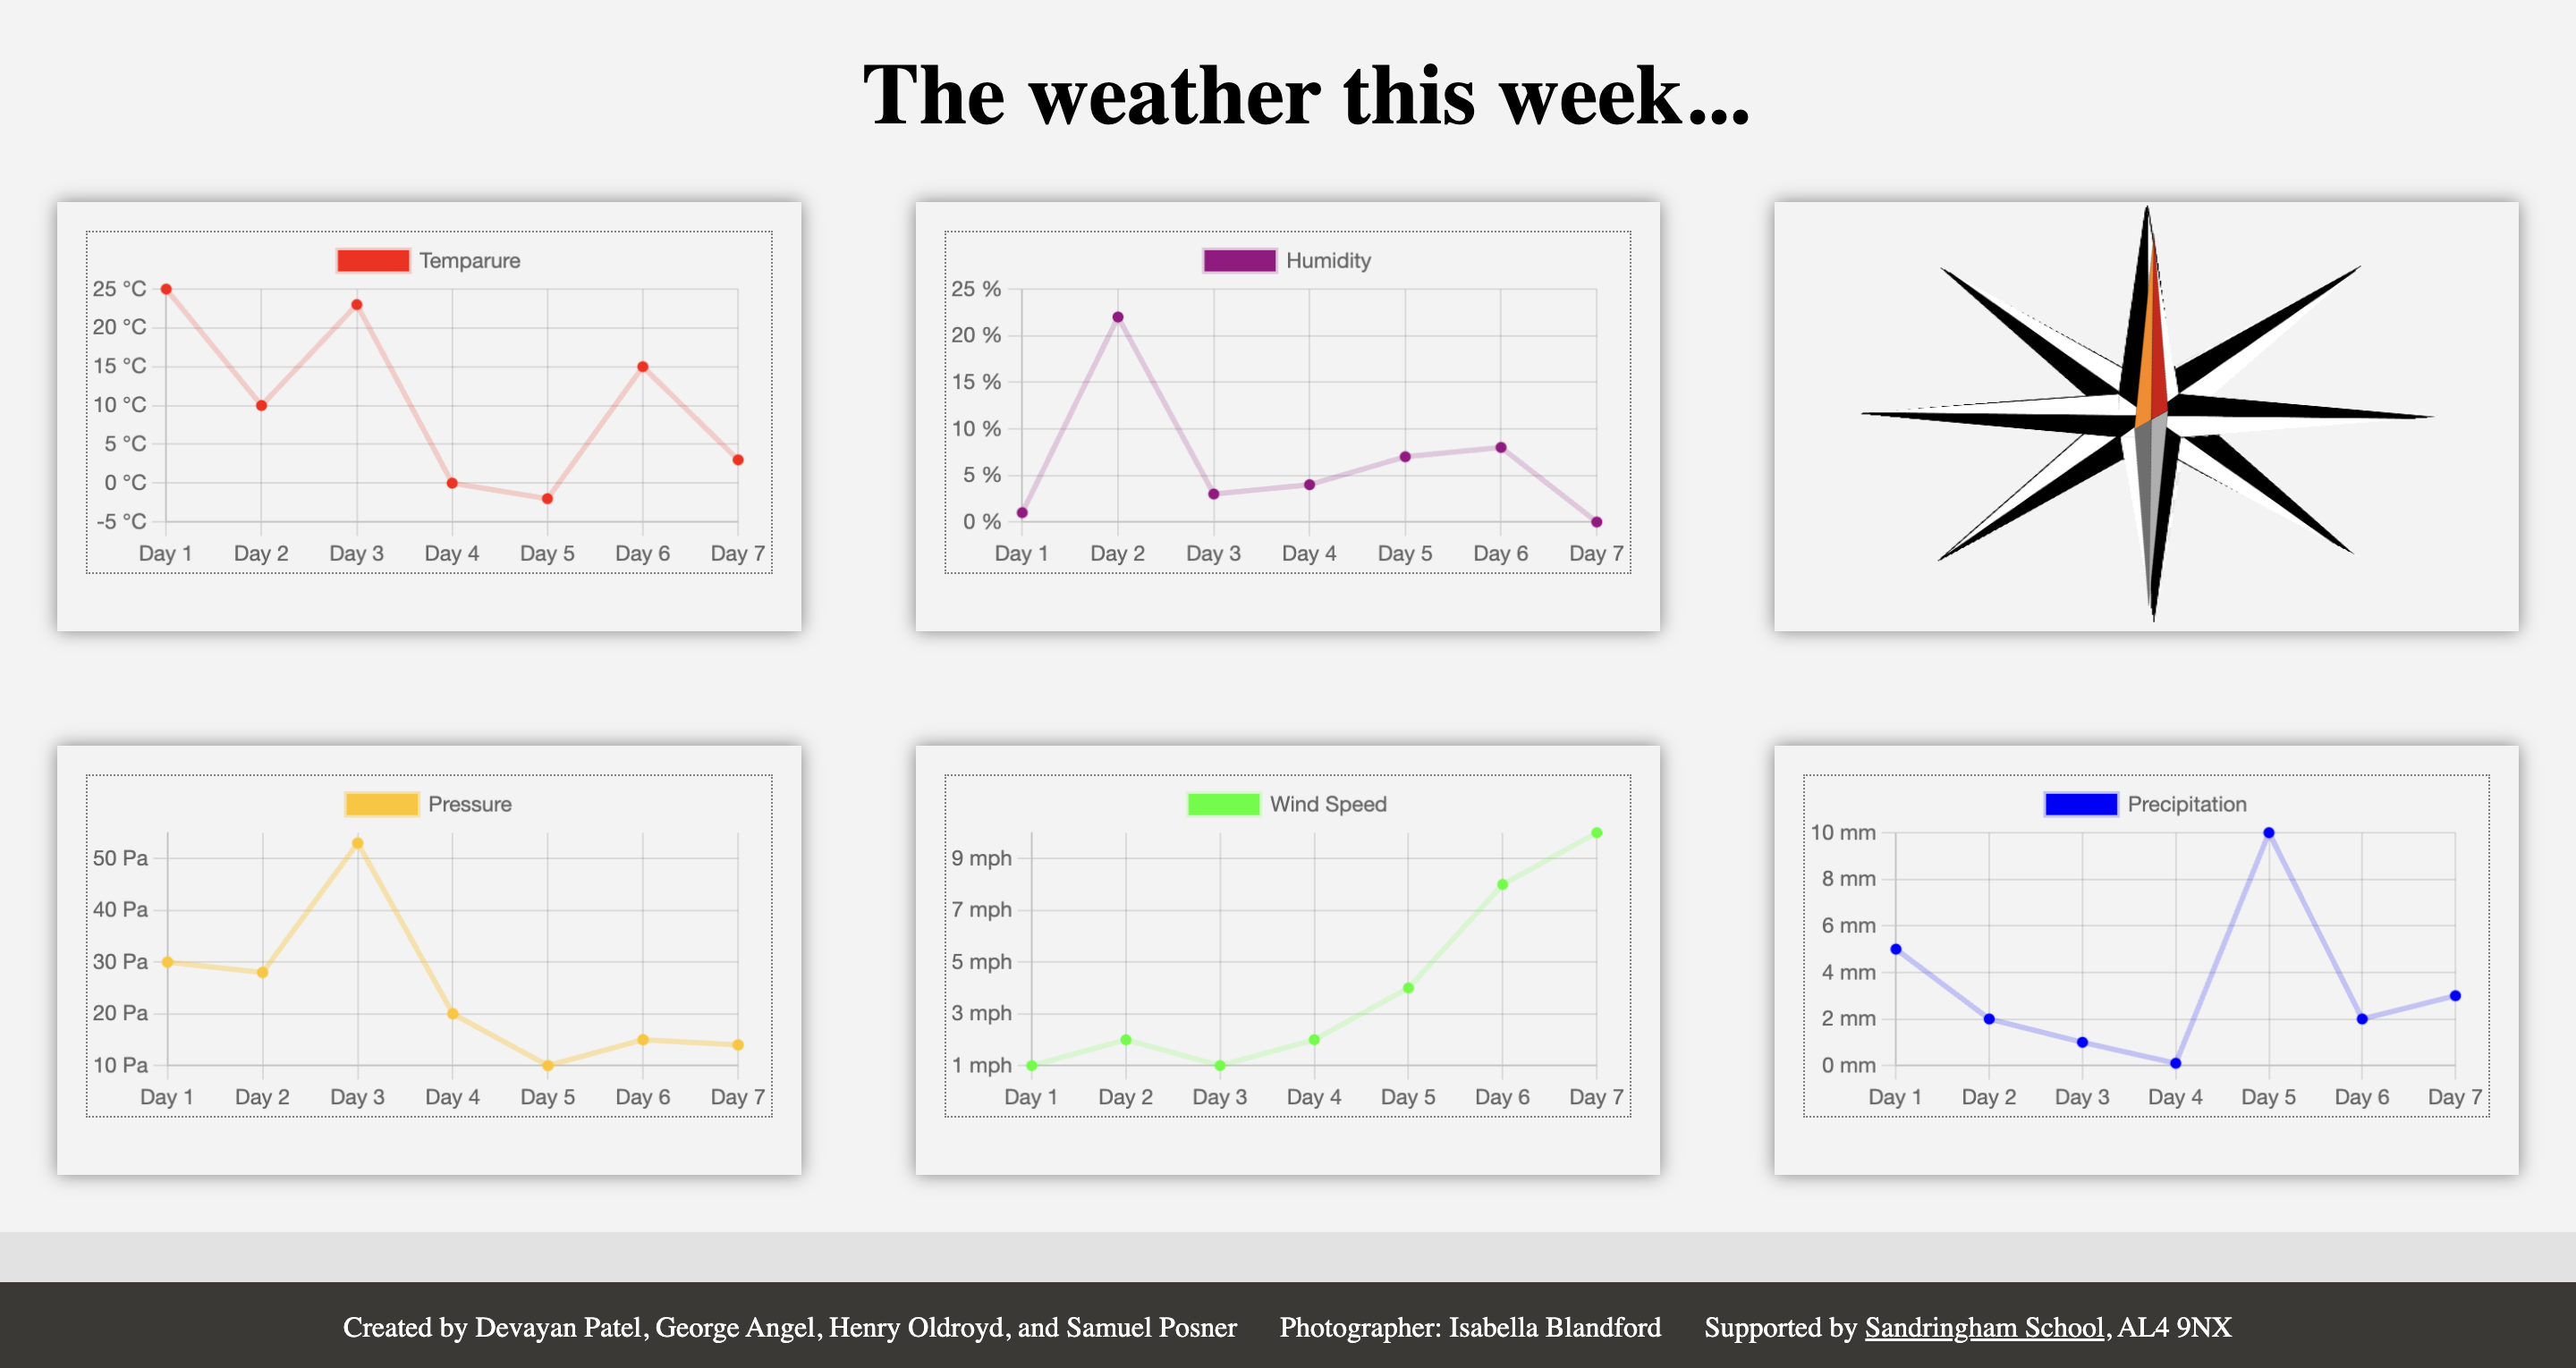 The weather this week...
Temparure
25 °C
20 °C
15 °C
10 °C
5 °C
0 °C
-5 °C
Day 1 Day 2 Day 3 Day 4 Day 5 Day 6 Day 7
Humidity
25 %
20 %
15 %
10 %
5 %
0 %
Day 1 Day 2 Day 3 Day 4 Day 5 Day 6 Day 7
Pressure
50 Pa
40 Pa
30 Pa
20 Pa
10 Pa
Day 1 Day 2 Day 3 Day 4 Day 5 Day 6 Day 7
Wind Speed
9 mph
7 mph
5 mph
3 mph
1 mph
Day 1 Day 2 Day 3 Day 4 Day 5 Day 6 Day 7
Precipitation
10 mm
8 mm
6 mm
4 mm
2 mm
0 mm
Day 1 Day 2 Day 3 Day 4 Day 5 Day 6 Day 7
Created by Devayan Patel, George Angel, Henry Oldroyd, and Samuel Posner Photographer: Isabella Blandford Supported by Sandringham School, AL4 9NX